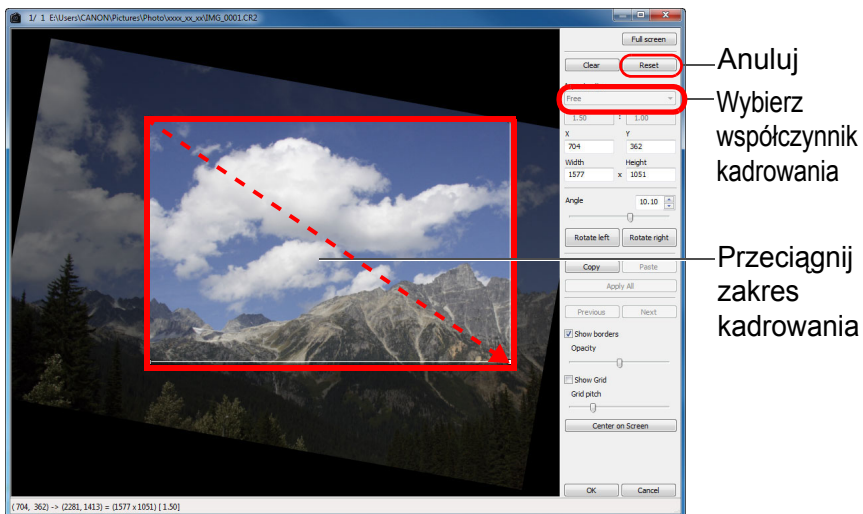 1/ 1 E:\Users\CANON\Pictures\Photo\xxxx_xx_xx\IMG_0001.CR2
Full screen
Clear Reset
Anuluj
Free
Wybierz
współczynnik
kadrowania
1.50 : 1.00
X Y
704 362
Width Height
1577 x 1051
Angle 10.10
Rotate left Rotate right
Copy Paste
Przeciągnij
zakres
kadrowania
Apply All
Previous Next
Show borders
Opacity
Show Grid
Grid pitch
Center on Screen
OK Cancel
( 704, 362) -> (2281, 1413) = (1577 x 1051) [ 1.50]